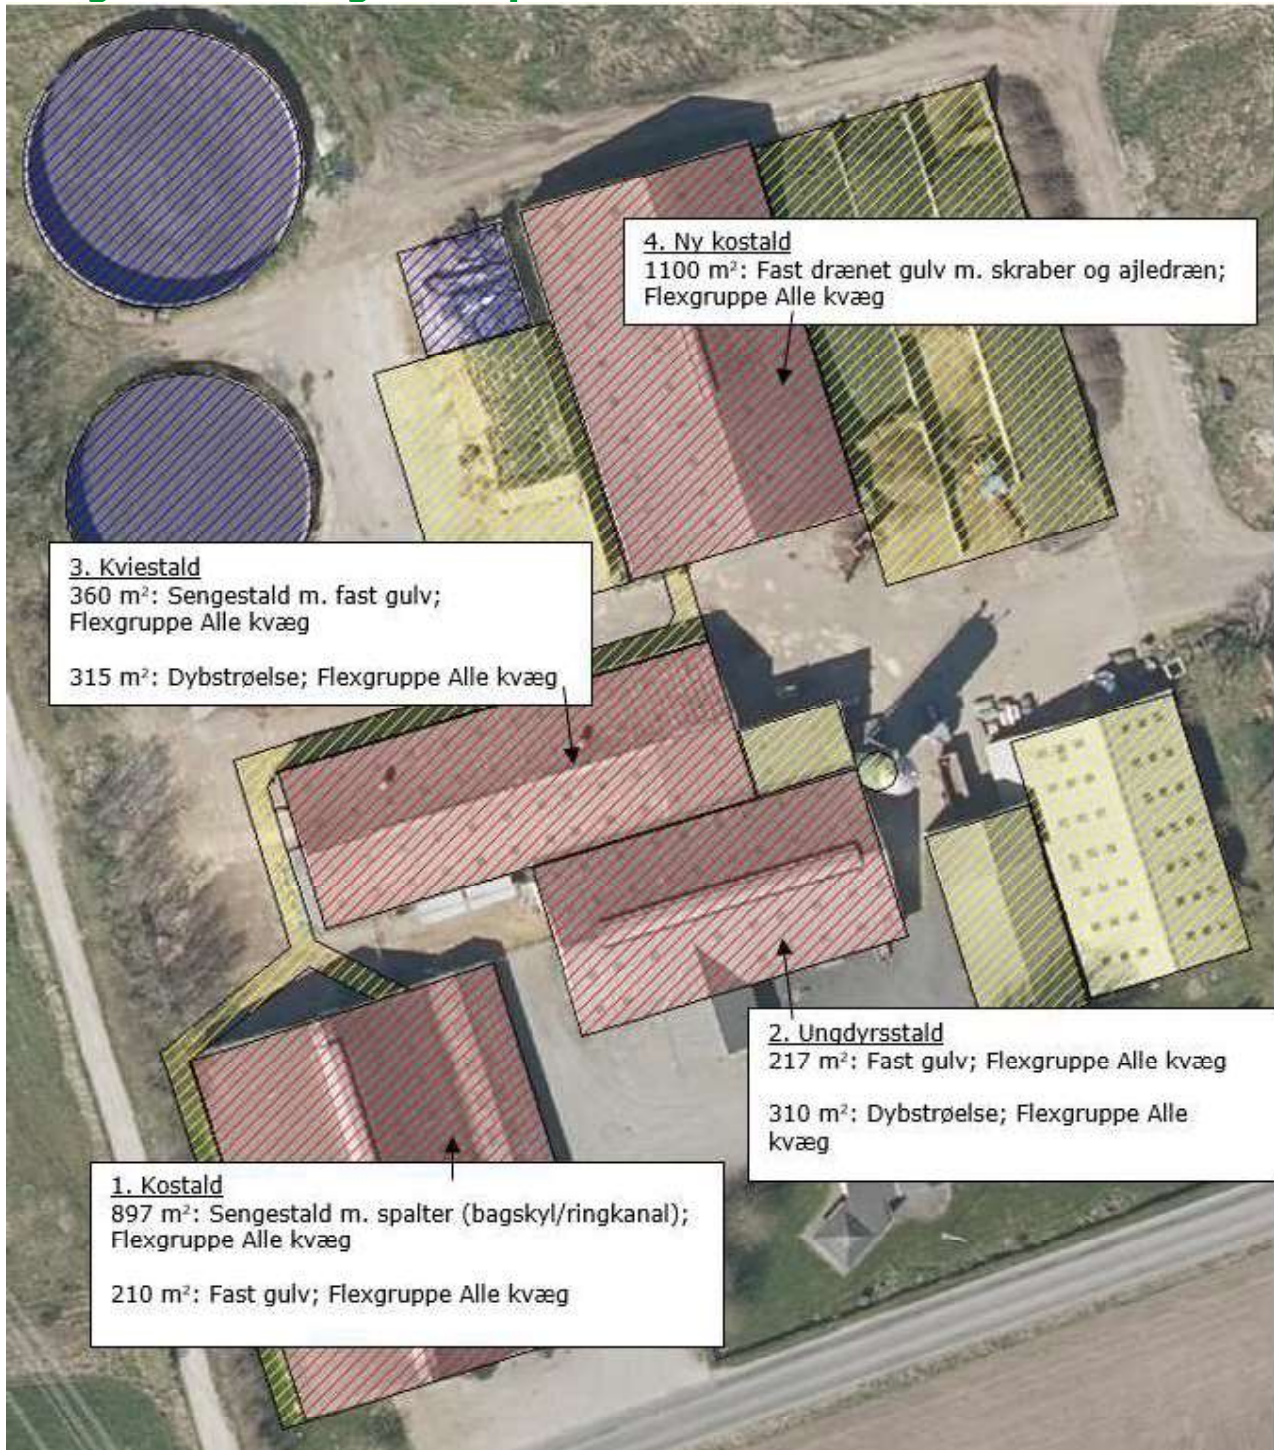 4. Ny kostald
1100 m²: Fast drænet gulv m. skraber og ajledræn;
Flexgruppe Alle kvæg
3. Kviestald
360 m²: Sengestald m. fast gulv;
Flexgruppe Alle kvæg
315 m²: Dybstrøelse; Flexgruppe Alle kvæg
2. Ungdyrsstald
217 m²: Fast gulv; Flexgruppe Alle kvæg
310 m²: Dybstrøelse; Flexgruppe Alle
kvæg
1. Kostald
897 m²: Sengestald m. spalter (bagskyl/ringkanal);
Flexgruppe Alle kvæg
210 m²: Fast gulv; Flexgruppe Alle kvæg